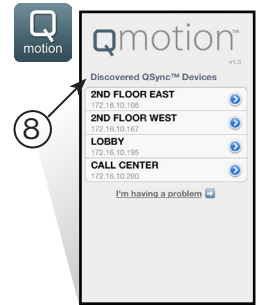 Q
motion
Qmotion™
v1.3
Discovered QSync™ Devices
2ND FLOOR EAST
172.16.10.106
2ND FLOOR WEST
172.16.10.167
LOBBY
172.16.10.195
CALL CENTER
172.16.10.200
I'm having a problem
8